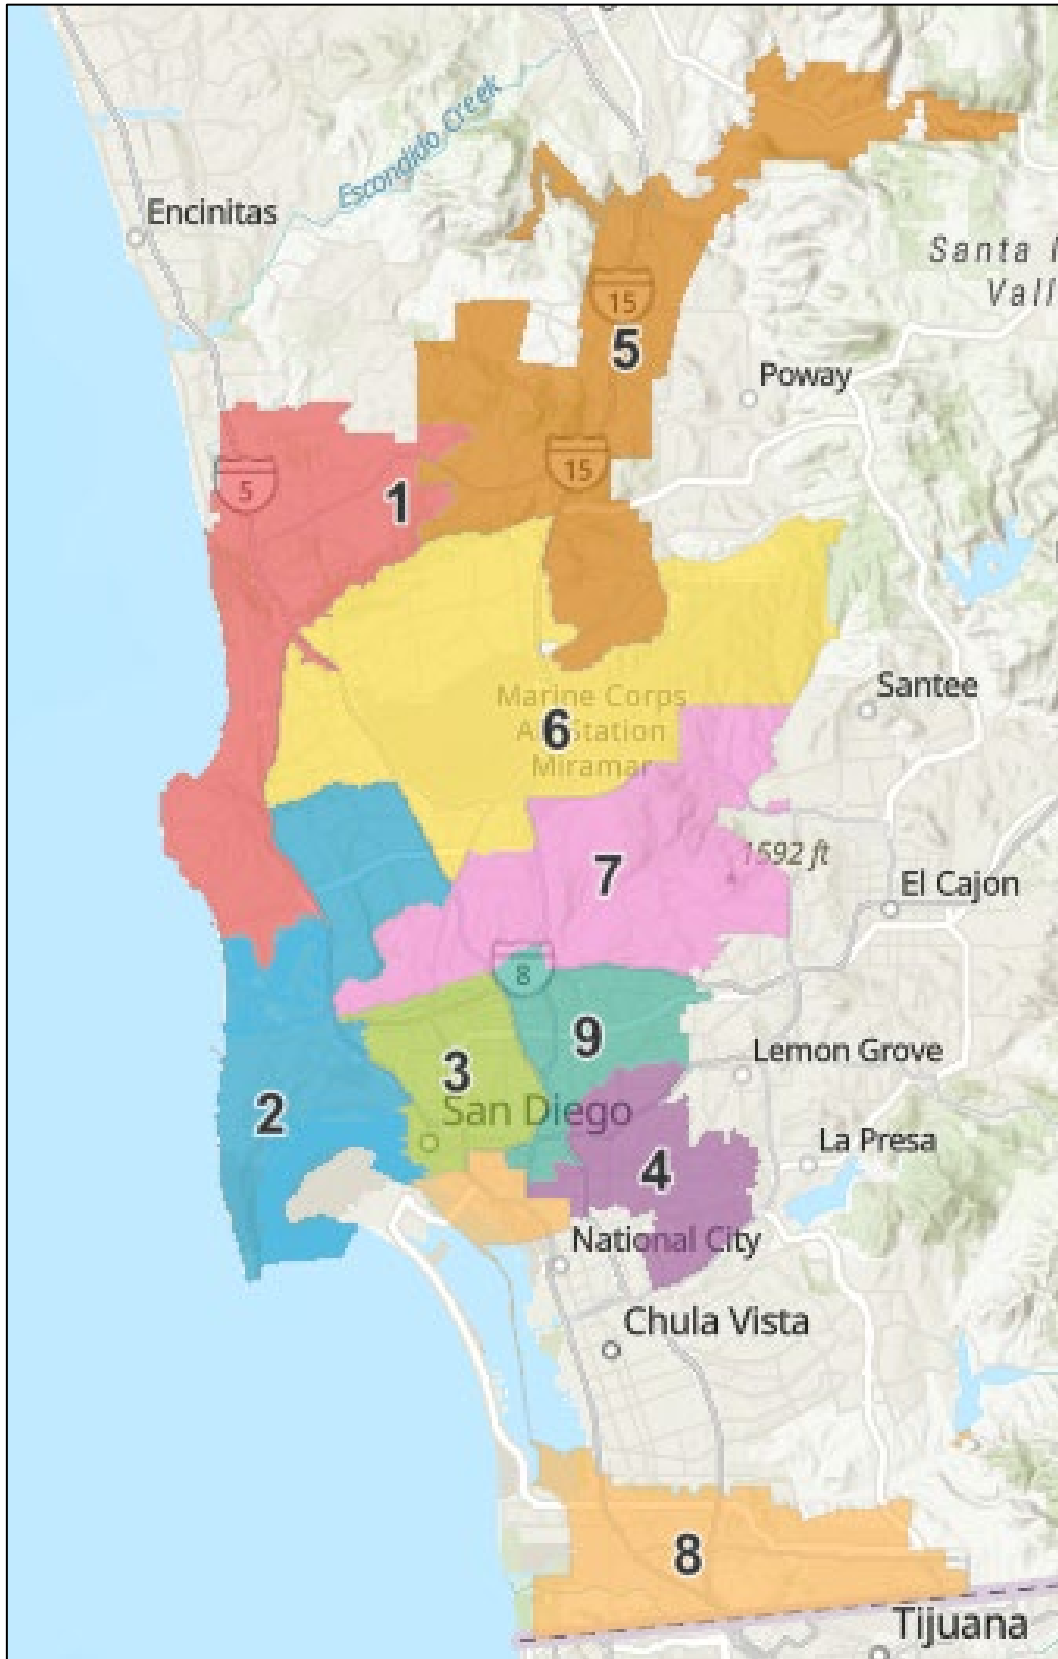 Escondido Creek
Encinitas
Santa
15
5
Poway
15
5
1
Santee
Marine Corps
Air Station
Miramar
6
1592 ft
7
El Cajon
8
9
Lemon Grove
3
2
San Diego
La Presa
4
National City
Chula Vista
8
Tijuana